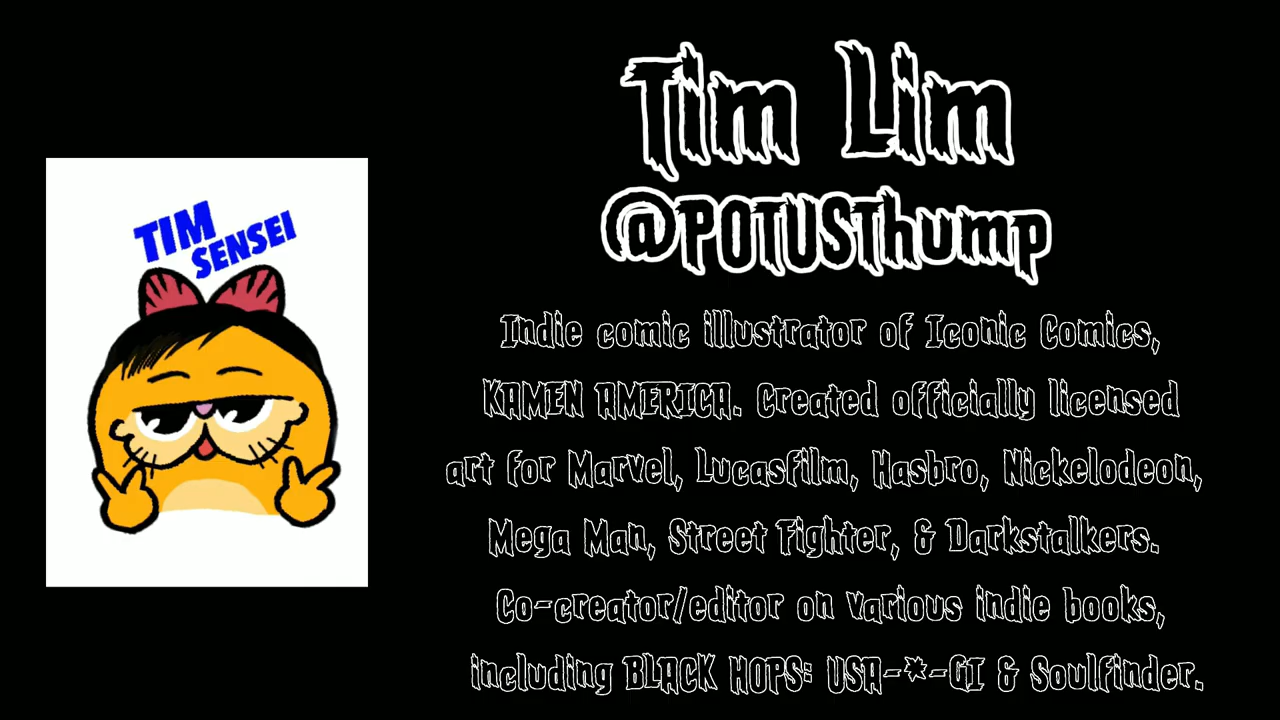 Tim Lim
@POTUSThump
TIM
SENSEI
Indie comic illustrator of Iconic Comics,
KAMEN AMERICA. Created officially licensed
art for Marvel, Lucasfilm, Hasbro, Nickelodeon,
Mega Man, Street Fighter, & Darkstalkers.
Co-creator/editor on various indie books,
including BLACK HOPS: USA-*-GI & Soulfinder.